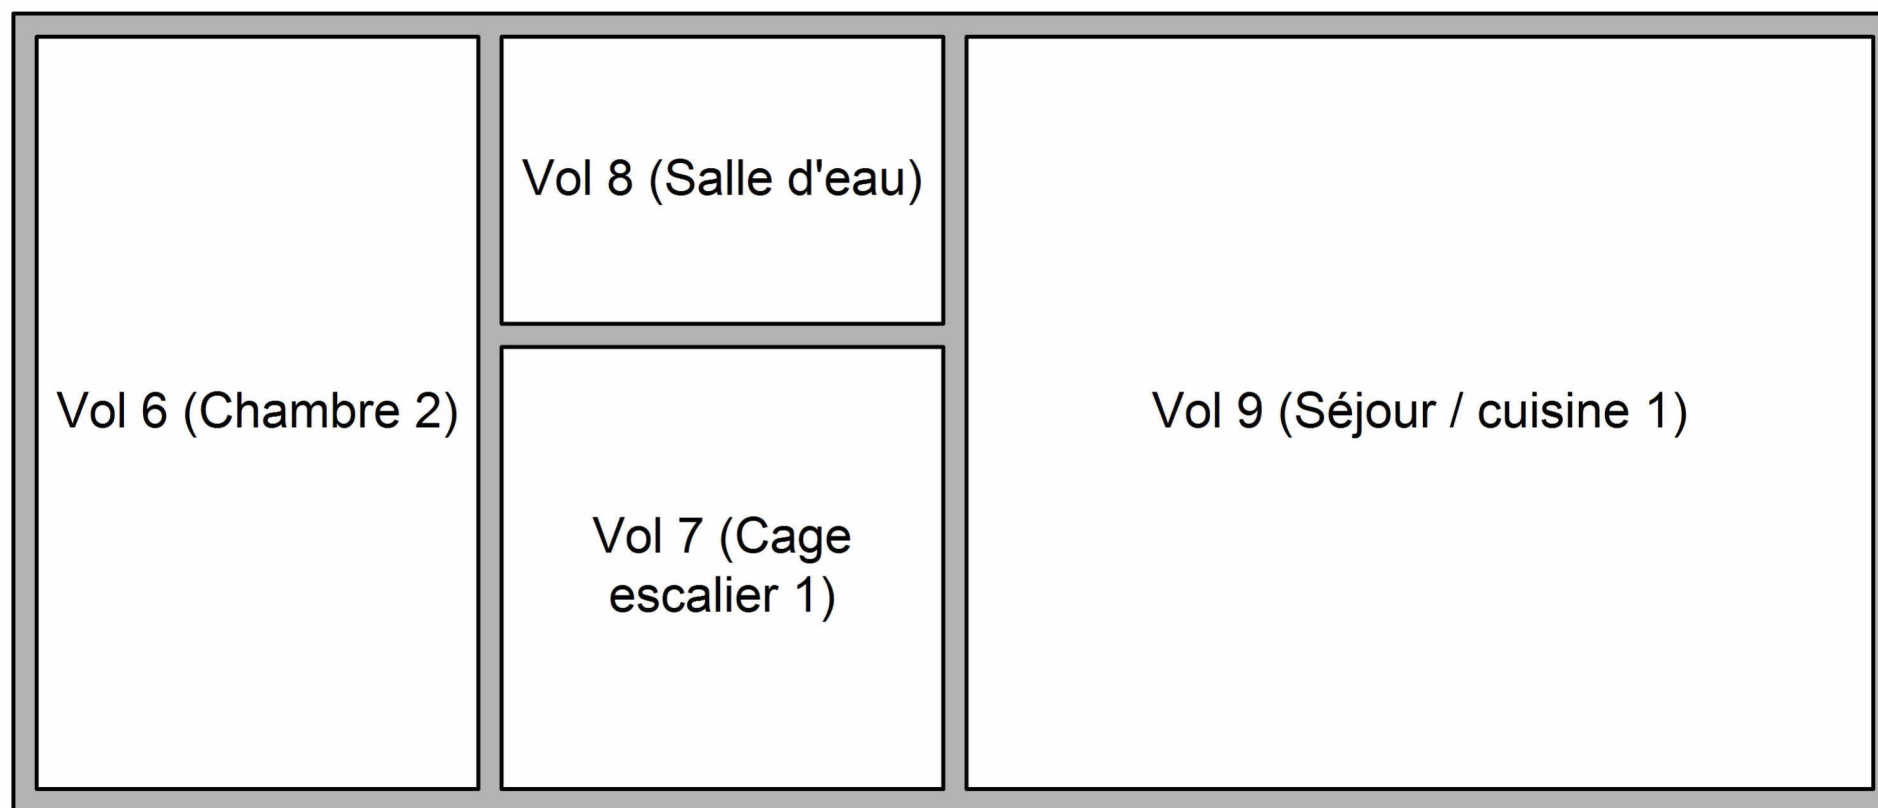 Vol 8 (Salle d'eau)
Vol 6 (Chambre 2)
Vol 9 (Séjour / cuisine 1)
Vol 7 (Cage
escalier 1)